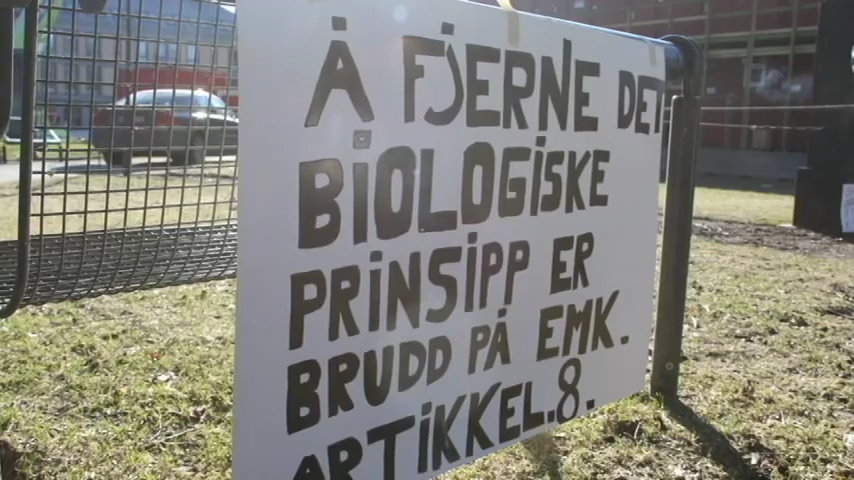 Å FJERNE DET
BiOLOGiSKE
PRiNSiPP ER
BRUDD PÅ EMK.
ARTiKKEL.8.